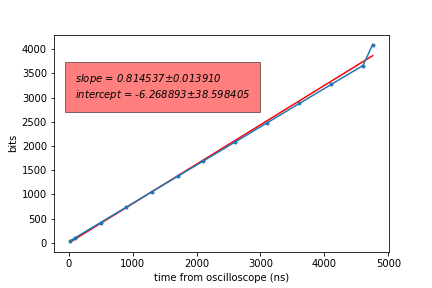 4000
3500
3000
2500
2000
1500
1000
500
0
bits
slope = 0.814537±0.013910
intercept = -6.268893±38.598405
0 1000 2000 3000 4000 5000
time from oscilloscope (ns)